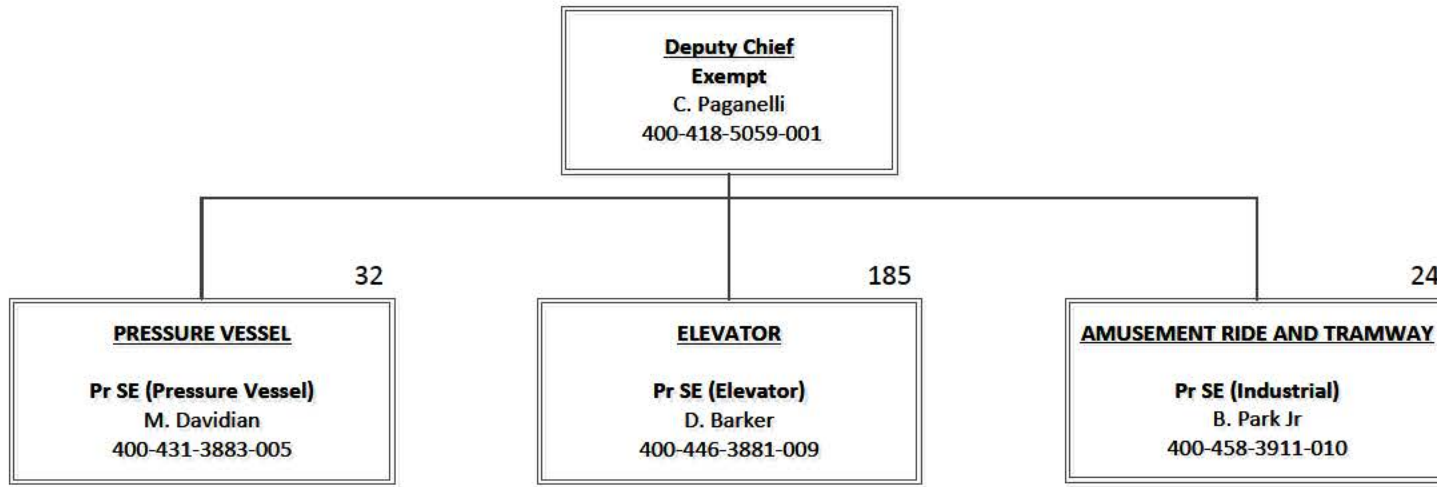 Deputy Chief
Exempt
C. Paganelli
400-418-5059-001
32
PRESSURE VESSEL
Pr SE (Pressure Vessel)
M. Davidian
400-431-3883-005
185
ELEVATOR
Pr SE (Elevator)
D. Barker
400-446-3881-009
24
AMUSEMENT RIDE AND TRAMWAY
Pr SE (Industrial)
B. Park Jr
400-458-3911-010